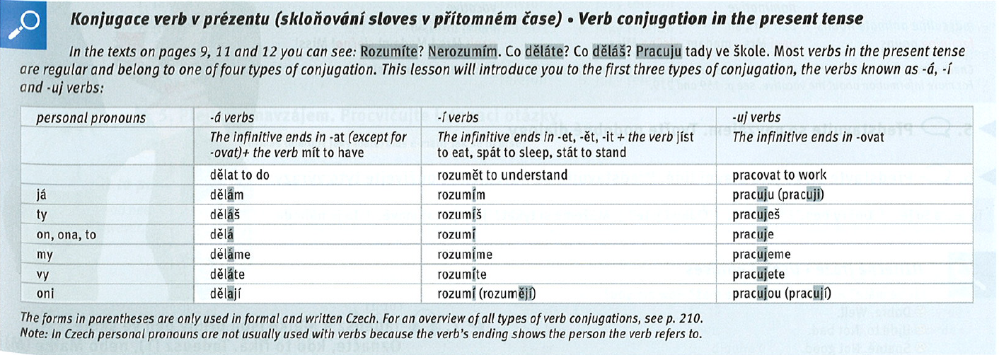 Konjugace verb v prézentu (skloňování sloves v přítomném čase) • Verb conjugation in the present tense
In the texts on pages 9, 11 and 12 you can see: Rozumíte? Nerozumím. Co děláte? Co děláš? Pracuju tady ve škole. Most verbs in the present tense
are regular and belong to one of four types of conjugation. This lesson will introduce you to the first three types of conjugation, the verbs known as -á, -í
and -uj verbs:
personal pronouns -á verbs -í verbs -uj verbs
The infinitive ends in -at (except for The infinitive ends in -et, -ět, -it + the verb jíst The infinitive ends in -ovat
-ovat)+ the verb mít to have to eat, spát to sleep, stát to stand
dělat to do rozumět to understand pracovat to work
já dělám rozumím pracuju (pracuji)
ty děláš rozumíš pracuješ
on, ona, to dělá rozumí pracuje
my děláme rozumíme pracujeme
vy děláte rozumíte pracujete
oni dělají rozumí (rozumějí) pracujou (pracují)
The forms in parentheses are only used in formal and written Czech. For an overview of all types of verb conjugations, see p. 210.
Note: In Czech personal pronouns are not usually used with verbs because the verb's ending shows the person the verb refers to.